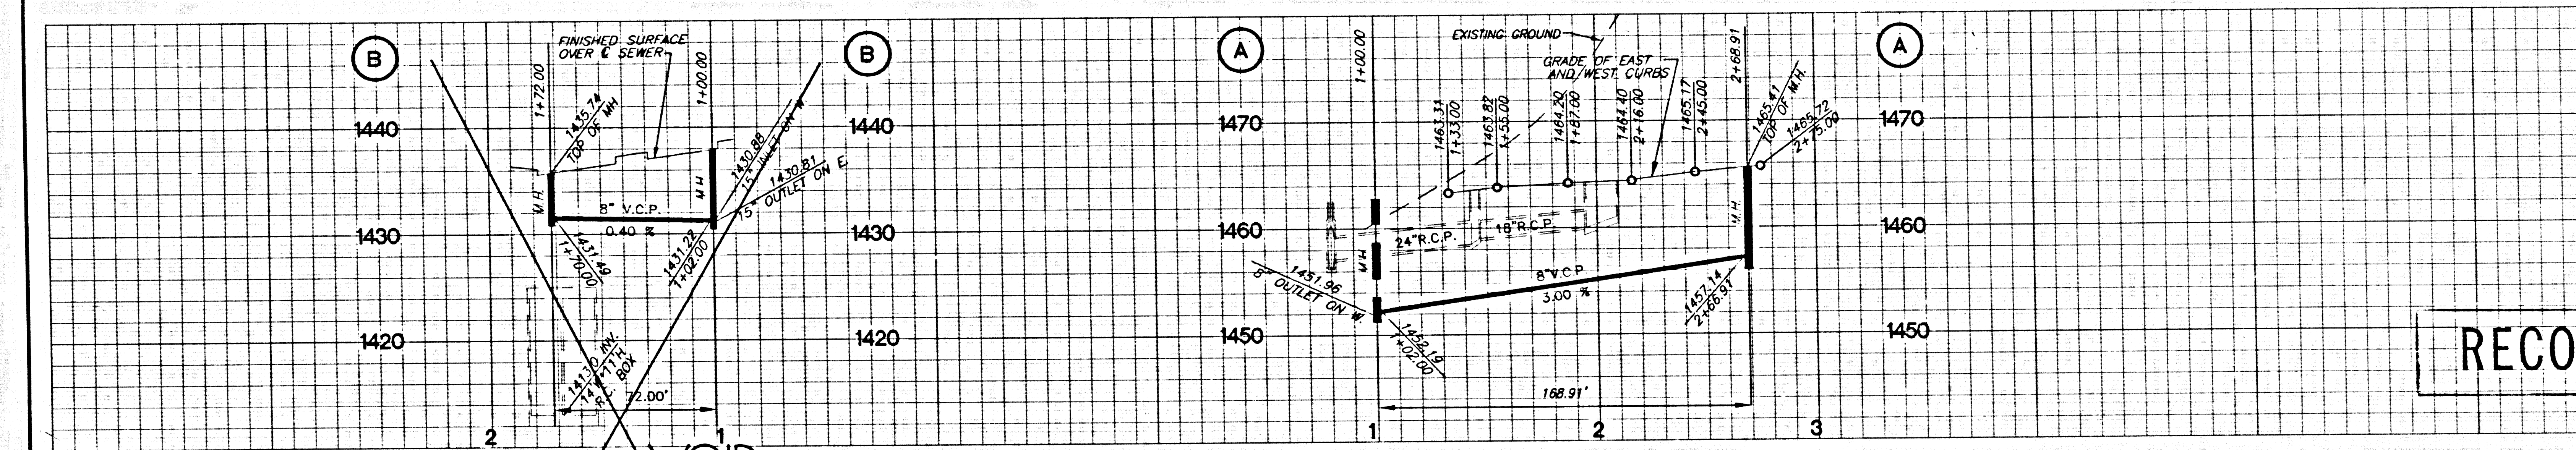 B
FINISHED SURFACE
OVER ℄ SEWER
1+72.00
1+00.00
B
1435.74
TOP OF MH
1440
1440
1430.88
15" INLET ON W
1430.81
15" OUTLET ON E.
M.H.
MH
8" V.C.P.
0.40 %
1430
1430
1431.49
1+70.00
1431.22
1+02.00
1420
1420
INV.
R.C. BOX
72.00'
2
1
A
1+00.00
EXISTING GROUND
GRADE OF EAST
AND/WEST CURBS
2+68.91
A
1470
1463.31
1+33.00
1463.82
1+55.00
1464.20
1+87.00
1464.40
2+16.00
1465.17
2+45.00
1465.41
TOP OF M.H.
1465.72
2+75.00
1470
1460
MH
24"R.C.P.
18"R.C.P.
M.H.
1460
1451.96
8" OUTLET ON W.
8"V.C.P.
3.00 %
1457.14
2+66.91
1450
1452.19
1+02.00
1450
168.91'
1
2
3
RECO